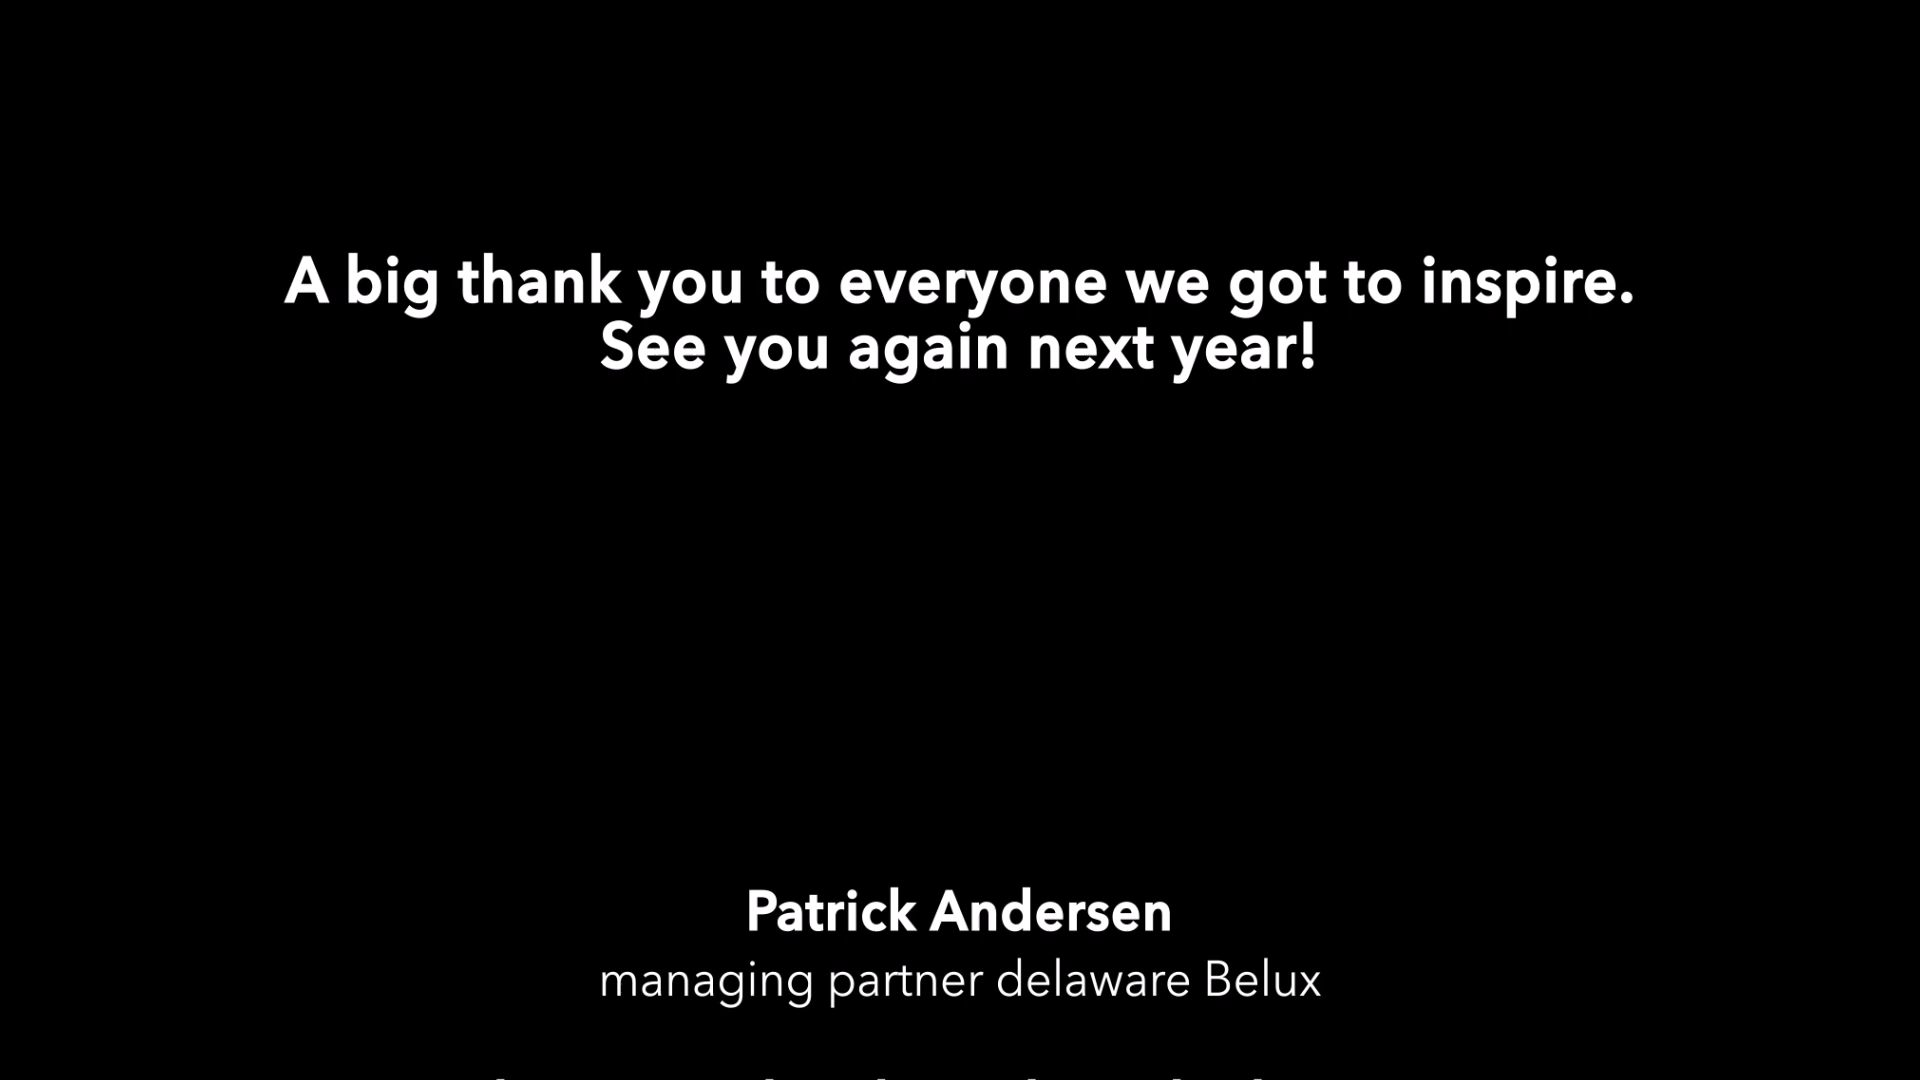 A big thank you to everyone we got to inspire.
See you again next year!
Patrick Andersen
managing partner delaware Belux